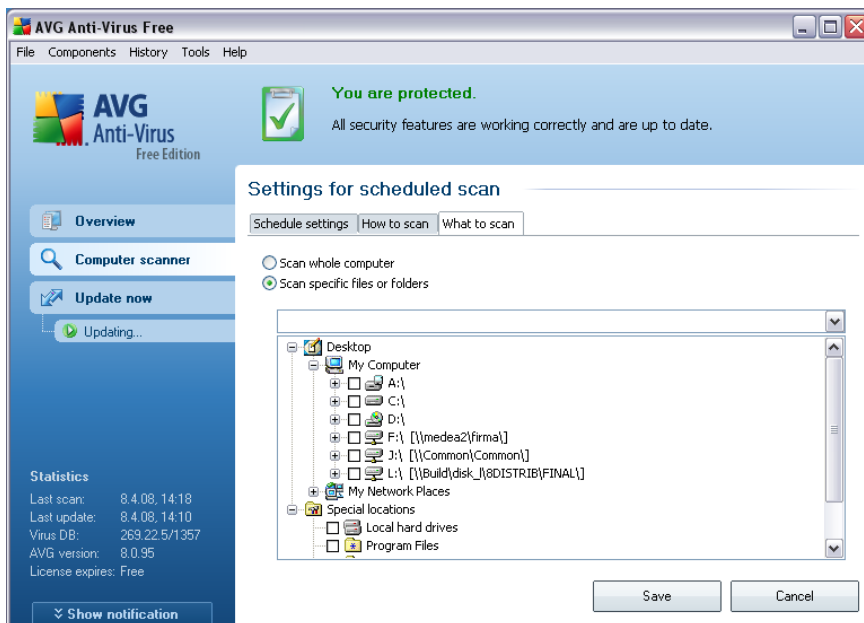 AVG Anti-Virus Free
File Components History Tools Help
AVG
Anti-Virus
Free Edition
You are protected.
All security features are working correctly and are up to date.
Overview
Computer scanner
Update now
Updating...
Settings for scheduled scan
Schedule settings How to scan What to scan
Scan whole computer
Scan specific files or folders
Desktop
My Computer
A:\
C:\
D:\
F:\ [\\medea2\firma\]
J:\ [\\Common\Common\]
L:\ [\\Build\disk_l\8DISTRIB\FINAL\]
My Network Places
Special locations
Local hard drives
Program Files
Statistics
Last scan: 8.4.08, 14:18
Last update: 8.4.08, 14:10
Virus DB: 269.22.5/1357
AVG version: 8.0.95
License expires: Free
Show notification
Save Cancel